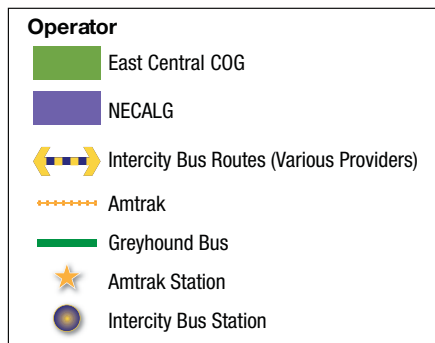 Operator
East Central COG
NECALG
Intercity Bus Routes (Various Providers)
Amtrak
Greyhound Bus
Amtrak Station
Intercity Bus Station